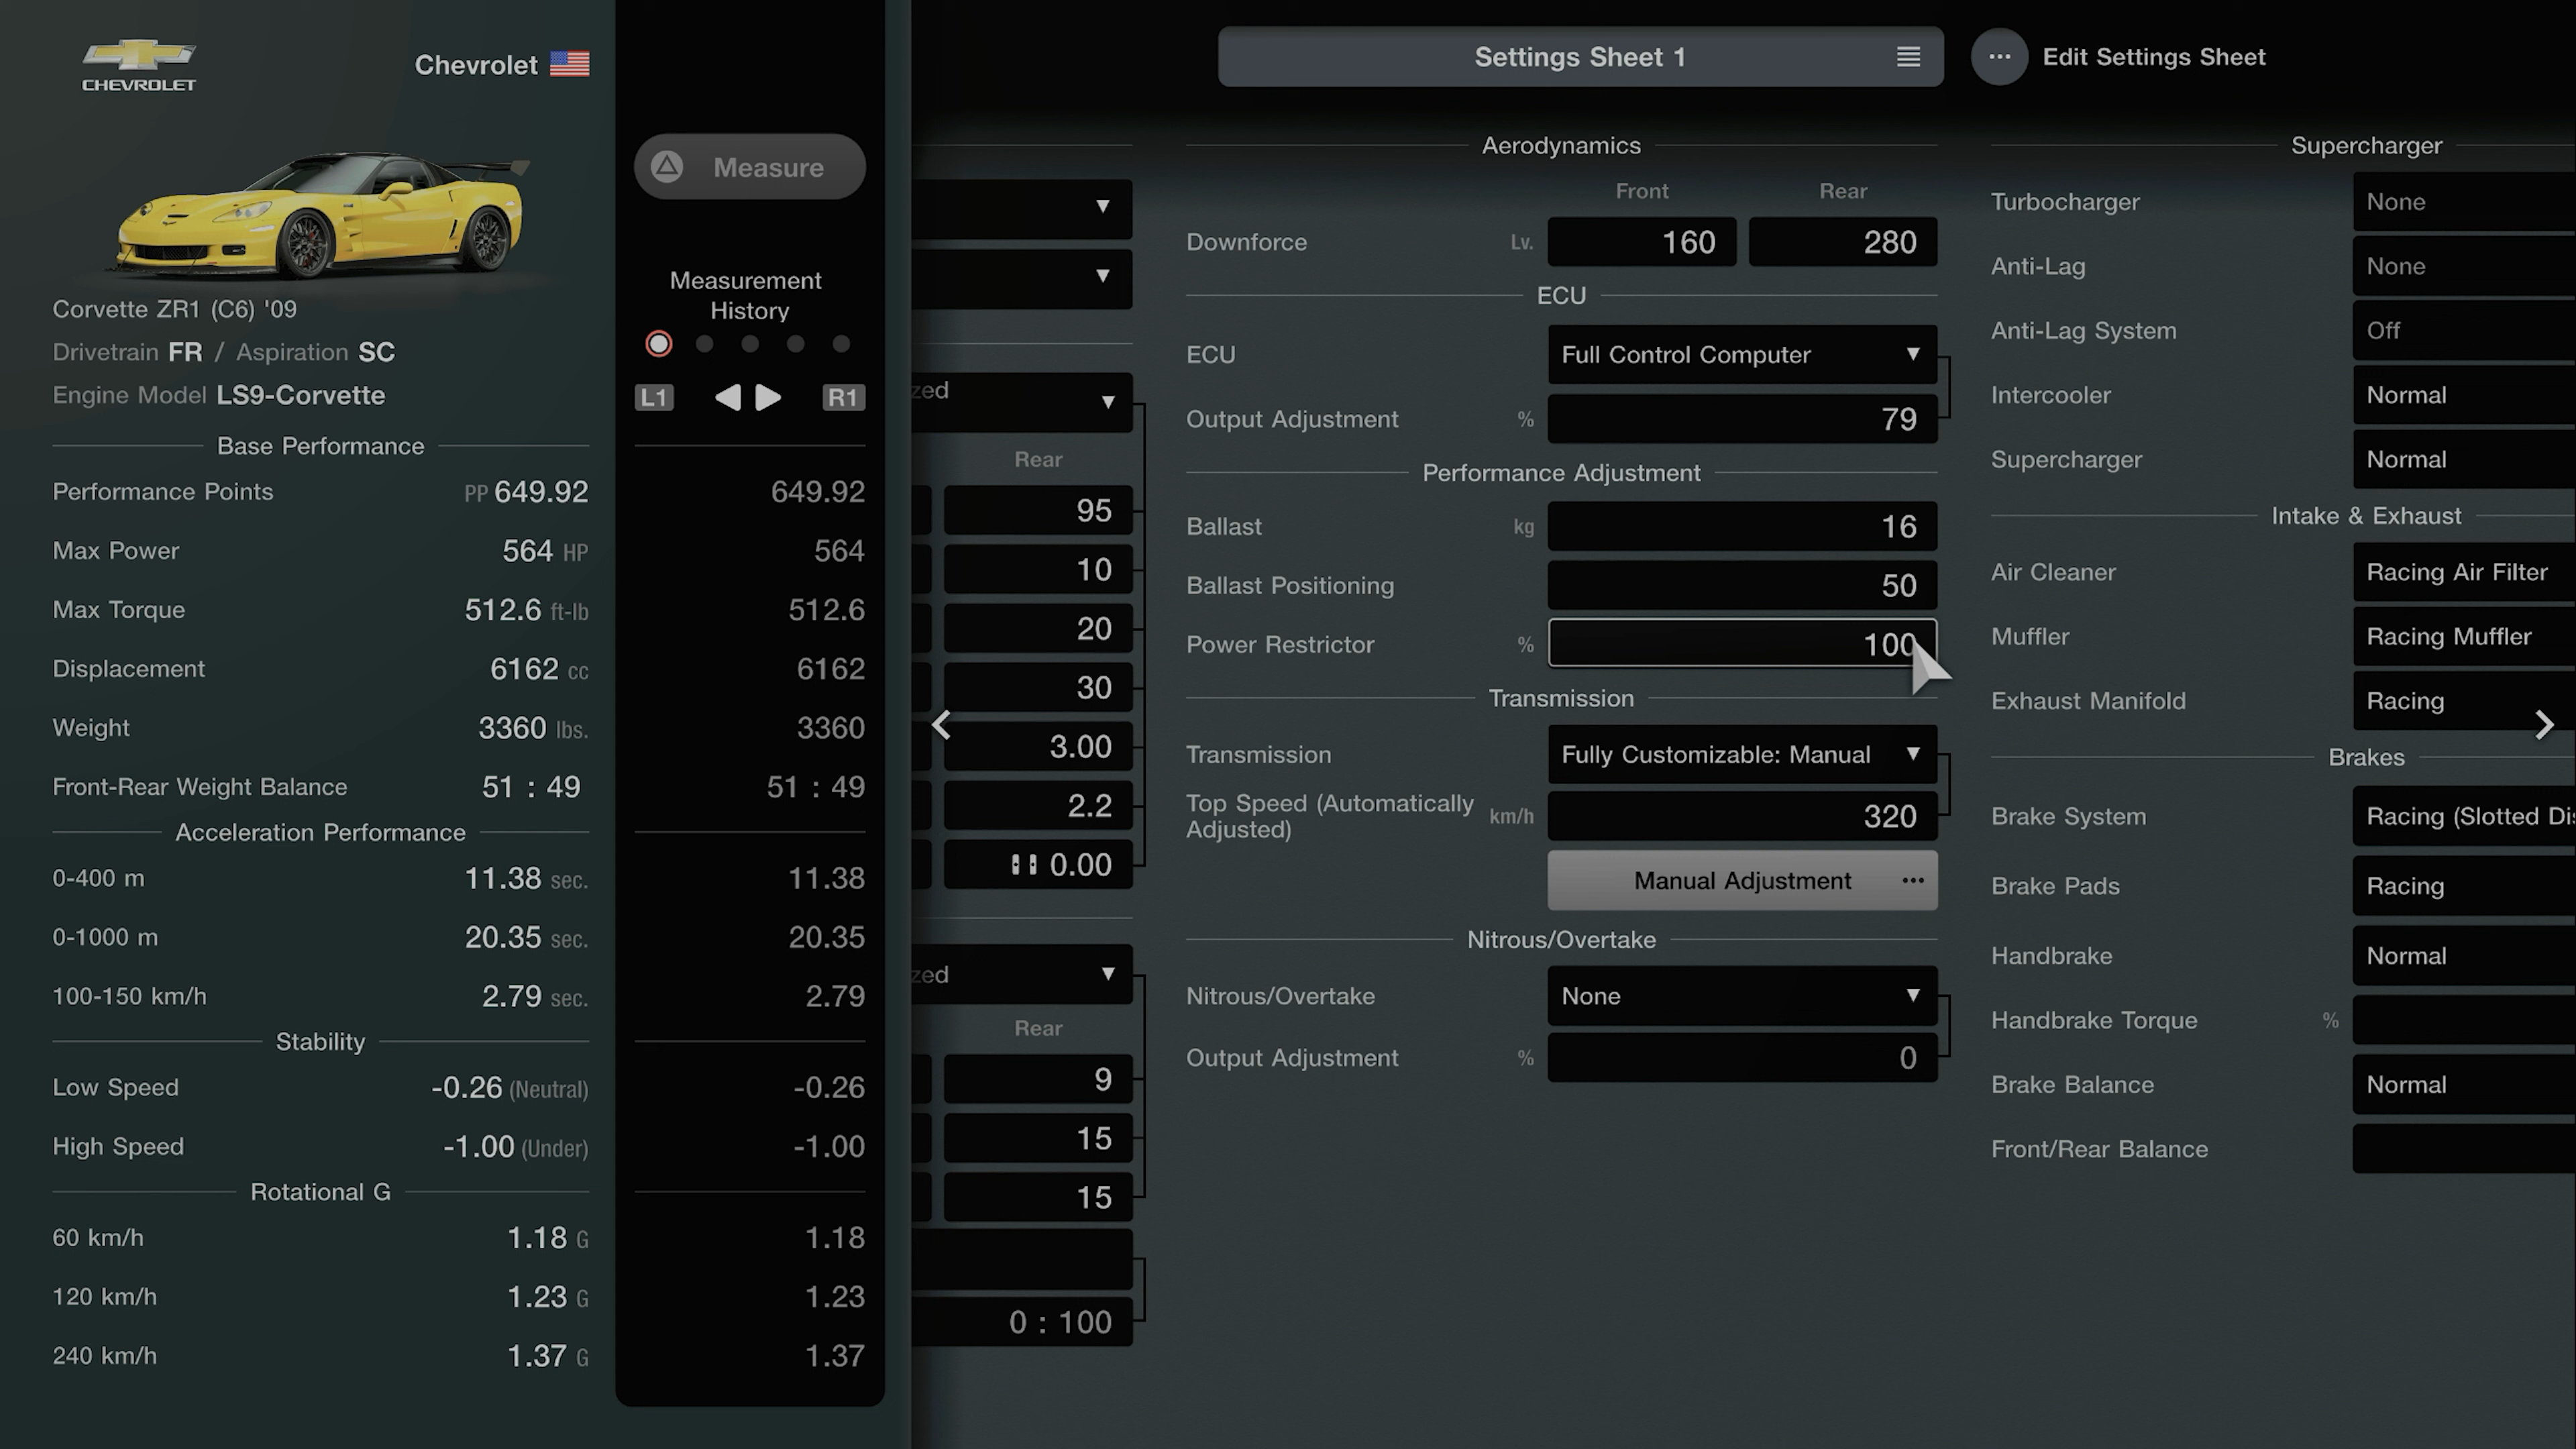 CHEVROLET
Chevrolet
Corvette ZR1 (C6) '09
Drivetrain FR / Aspiration SC
Engine Model LS9-Corvette
Base Performance
Performance Points PP 649.92
Max Power 564 HP
Max Torque 512.6 ft-lb
Displacement 6162 cc
Weight 3360 lbs.
Front-Rear Weight Balance 51 : 49
Acceleration Performance
0-400 m 11.38 sec.
0-1000 m 20.35 sec.
100-150 km/h 2.79 sec.
Stability
Low Speed -0.26 (Neutral)
High Speed -1.00 (Under)
Rotational G
60 km/h 1.18 G
120 km/h 1.23 G
240 km/h 1.37 G
Measure
Measurement
History
L1 R1
649.92
564
512.6
6162
3360
51 : 49
11.38
20.35
2.79
-0.26
-1.00
1.18
1.23
1.37
zed
Rear
95
10
20
30
3.00
2.2
0.00
zed
Rear
9
15
15
0 : 100
Settings Sheet 1
Edit Settings Sheet
Aerodynamics
Front Rear
Downforce Lv. 160 280
ECU
ECU Full Control Computer
Output Adjustment % 79
Performance Adjustment
Ballast kg 16
Ballast Positioning 50
Power Restrictor % 100
Transmission
Transmission Fully Customizable: Manual
Top Speed (Automatically
Adjusted) km/h 320
Manual Adjustment
Nitrous/Overtake
Nitrous/Overtake None
Output Adjustment % 0
Supercharger
Turbocharger None
Anti-Lag None
Anti-Lag System Off
Intercooler Normal
Supercharger Normal
Intake & Exhaust
Air Cleaner Racing Air Filter
Muffler Racing Muffler
Exhaust Manifold Racing
Brakes
Brake System Racing (Slotted Di
Brake Pads Racing
Handbrake Normal
Handbrake Torque %
Brake Balance Normal
Front/Rear Balance